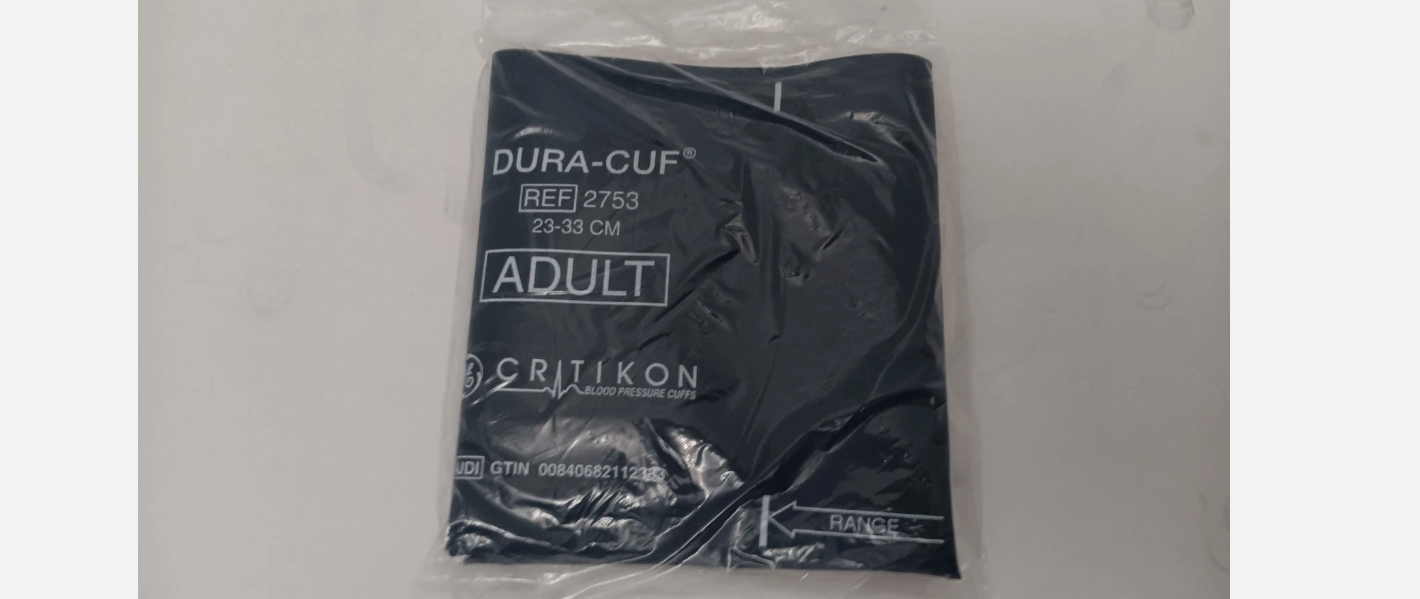 DURA-CUF®
REF 2753
23-33 CM
ADULT
CRITIKON
BLOOD PRESSURE CUFFS
UDI GTIN
RANGE